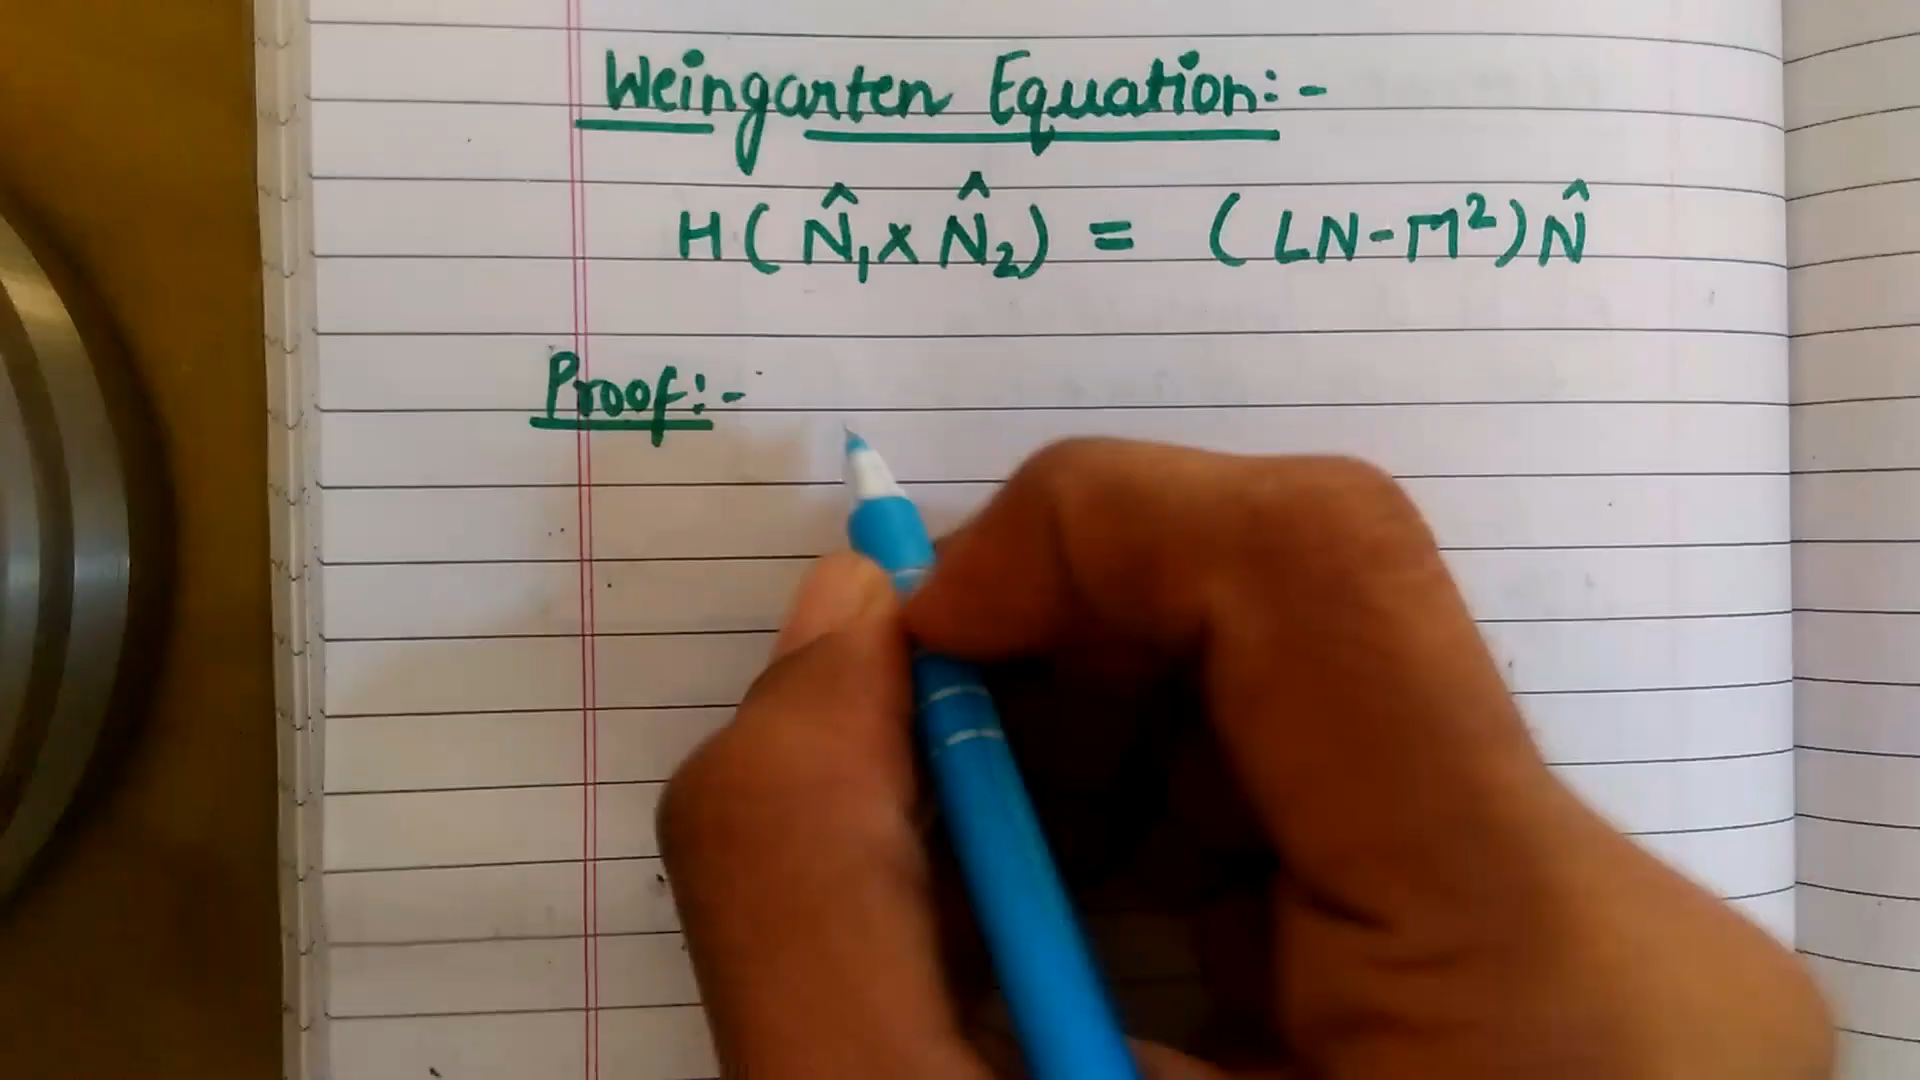 Weingarten Equation:-
H(N̂₁×N̂₂) = (LN-M²)N̂
Proof:-